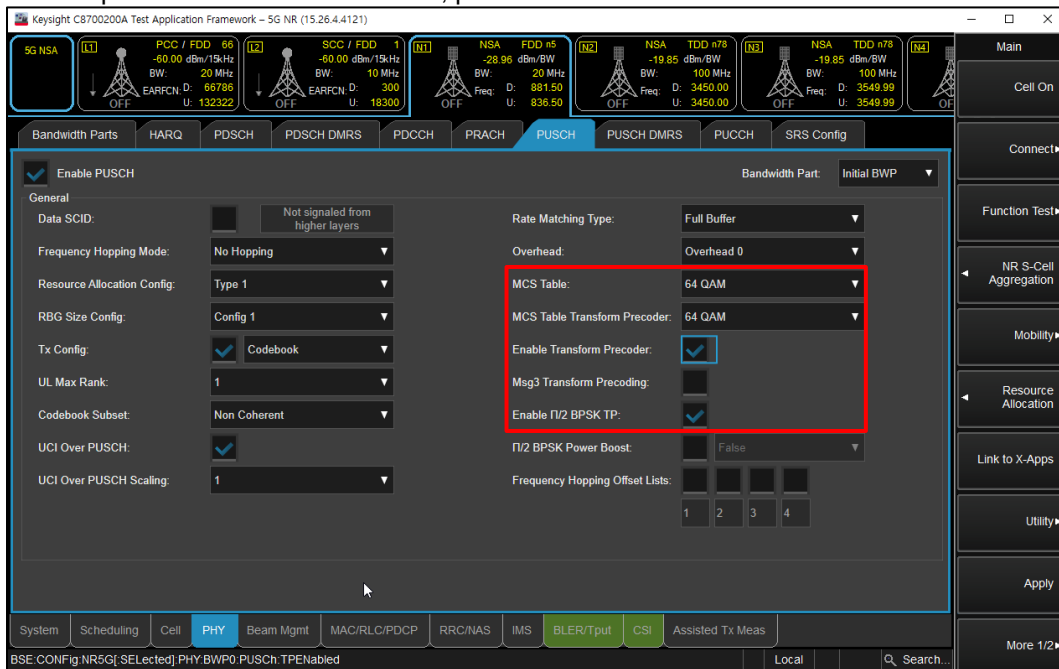 Keysight C8700200A Test Application Framework – 5G NR (15.26.4.4121)
5G NSA
L1 PCC / FDD 66
-60.00 dBm/15kHz
BW: 20 MHz
EARFCN: D: 66786
U: 132322
OFF
L2 SCC / FDD 1
-60.00 dBm/15kHz
BW: 10 MHz
EARFCN: D: 300
U: 18300
OFF
N1 NSA FDD n5
-28.96 dBm/BW
BW: 20 MHz
Freq: D: 881.50
U: 836.50
OFF
N2 NSA TDD n78
-19.85 dBm/BW
BW: 100 MHz
Freq: D: 3450.00
U: 3450.00
OFF
N3 NSA TDD n78
-19.85 dBm/BW
BW: 100 MHz
Freq: D: 3549.99
U: 3549.99
OFF
N4
Bandwidth Parts HARQ PDSCH PDSCH DMRS PDCCH PRACH PUSCH PUSCH DMRS PUCCH SRS Config
Enable PUSCH
Bandwidth Part: Initial BWP
General
Data SCID: Not signaled from higher layers
Frequency Hopping Mode: No Hopping
Resource Allocation Config: Type 1
RBG Size Config: Config 1
Tx Config: Codebook
UL Max Rank: 1
Codebook Subset: Non Coherent
UCI Over PUSCH:
UCI Over PUSCH Scaling: 1
Rate Matching Type: Full Buffer
Overhead: Overhead 0
MCS Table: 64 QAM
MCS Table Transform Precoder: 64 QAM
Enable Transform Precoder:
Msg3 Transform Precoding:
Enable Π/2 BPSK TP:
Π/2 BPSK Power Boost: False
Frequency Hopping Offset Lists:
1 2 3 4
System Scheduling Cell PHY Beam Mgmt MAC/RLC/PDCP RRC/NAS IMS BLER/Tput CSI Assisted Tx Meas
BSE:CONFig:NR5G[:SELected]:PHY:BWP0:PUSCh:TPENabled
Local
Search...
Main
Cell On
Connect
Function Test
NR S-Cell
Aggregation
Mobility
Resource
Allocation
Link to X-Apps
Utility
Apply
More 1/2